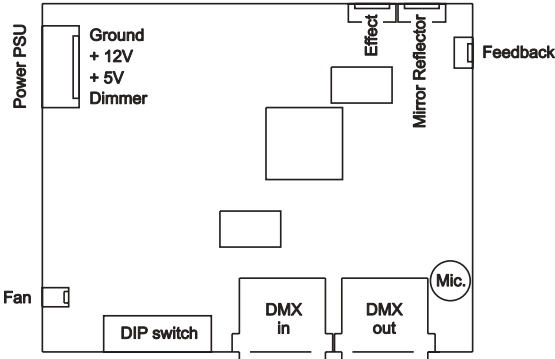 Power PSU
Ground
+ 12V
+ 5V
Dimmer
Effect
Mirror Reflector
Feedback
Fan
DIP switch
DMX
in
DMX
out
Mic.